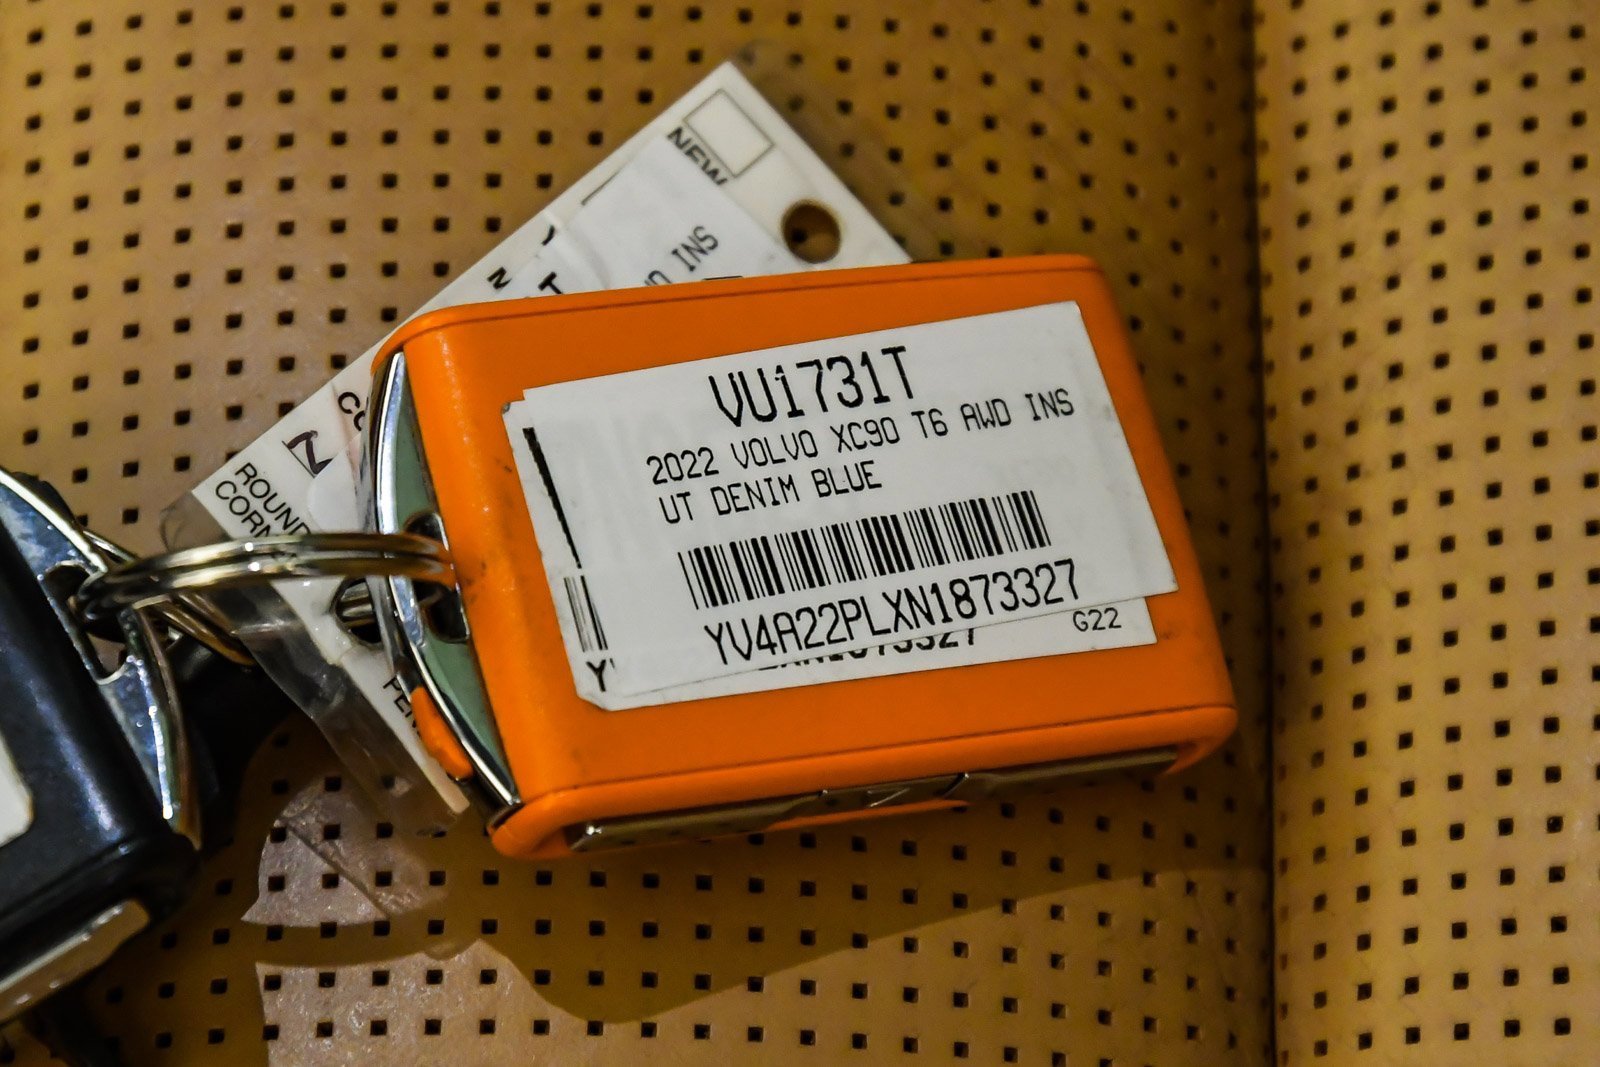 NEW
INS
ROUND
CORN
VU1731T
2022 VOLVO XC90 T6 AWD INS
UT DENIM BLUE
YV4A22PLXN1873327
G22